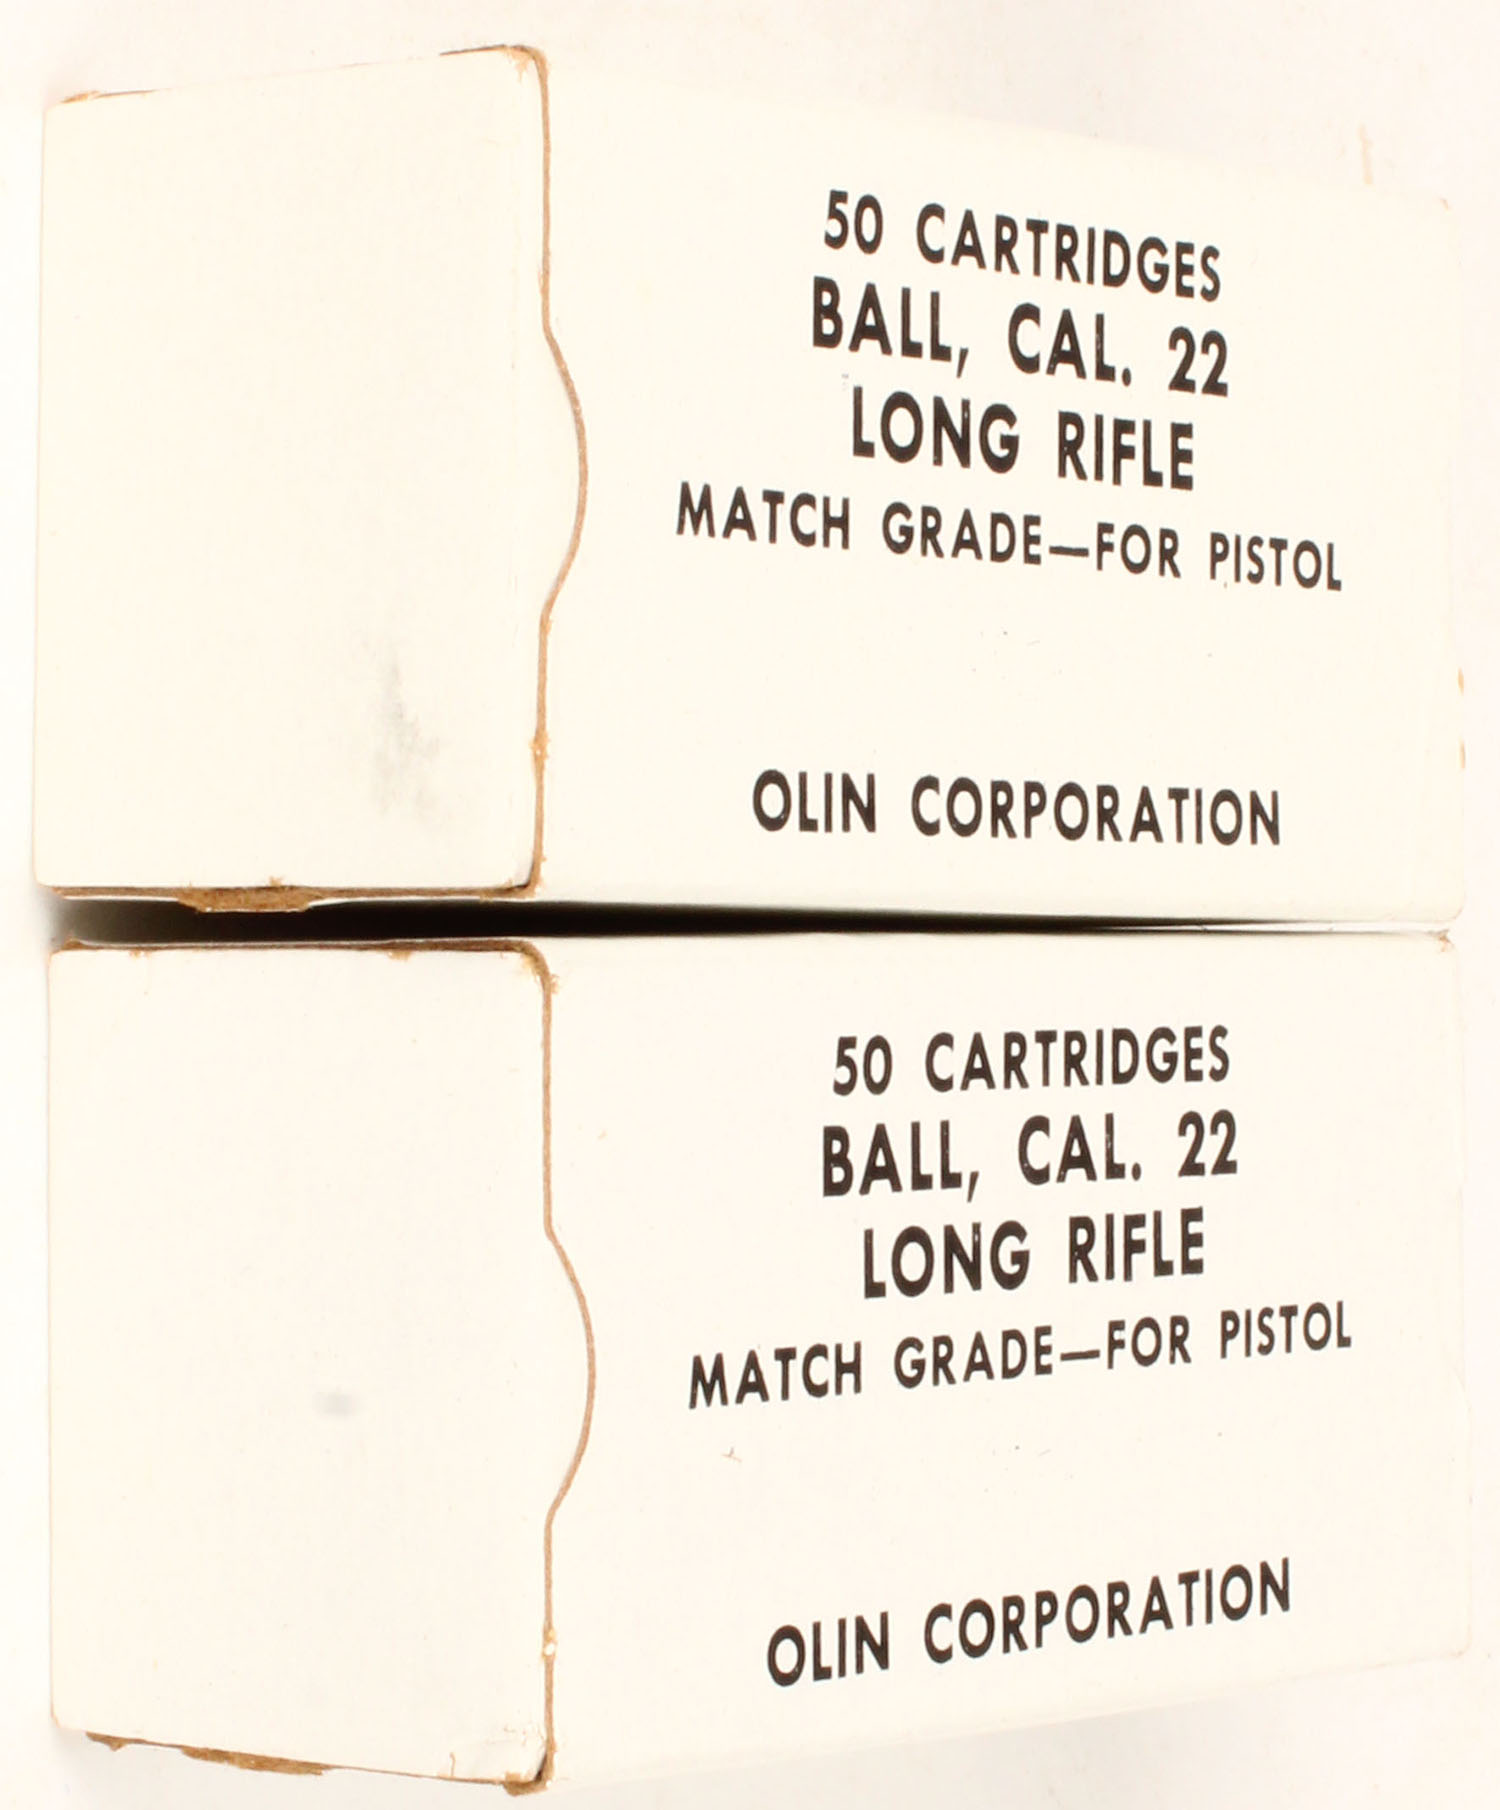 50 CARTRIDGES
BALL, CAL. 22
LONG RIFLE
MATCH GRADE—FOR PISTOL
OLIN CORPORATION
50 CARTRIDGES
BALL, CAL. 22
LONG RIFLE
MATCH GRADE—FOR PISTOL
OLIN CORPORATION